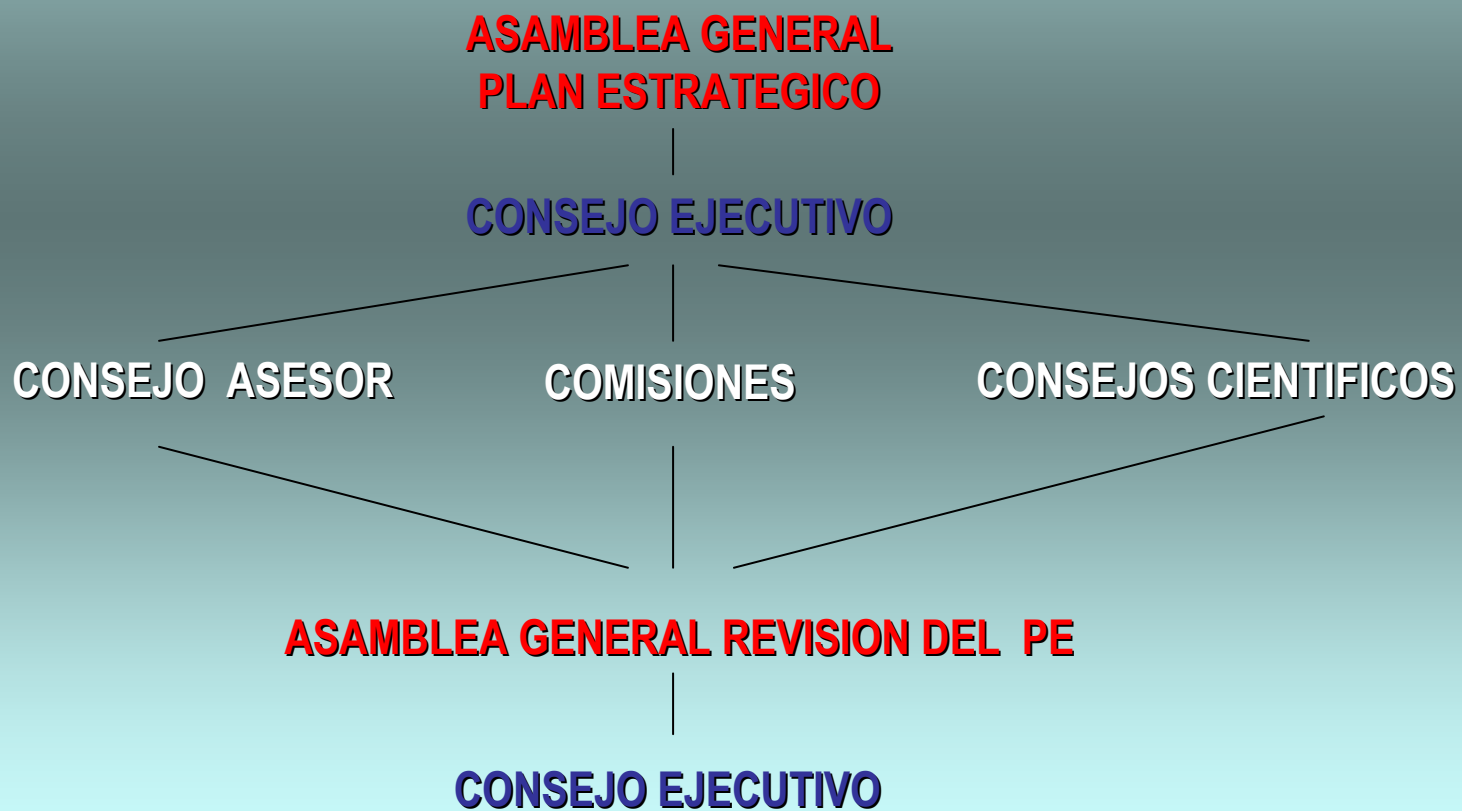 ASAMBLEA GENERAL
PLAN ESTRATEGICO
CONSEJO EJECUTIVO
CONSEJO  ASESOR
COMISIONES
CONSEJOS CIENTIFICOS
ASAMBLEA GENERAL REVISION DEL  PE
CONSEJO EJECUTIVO